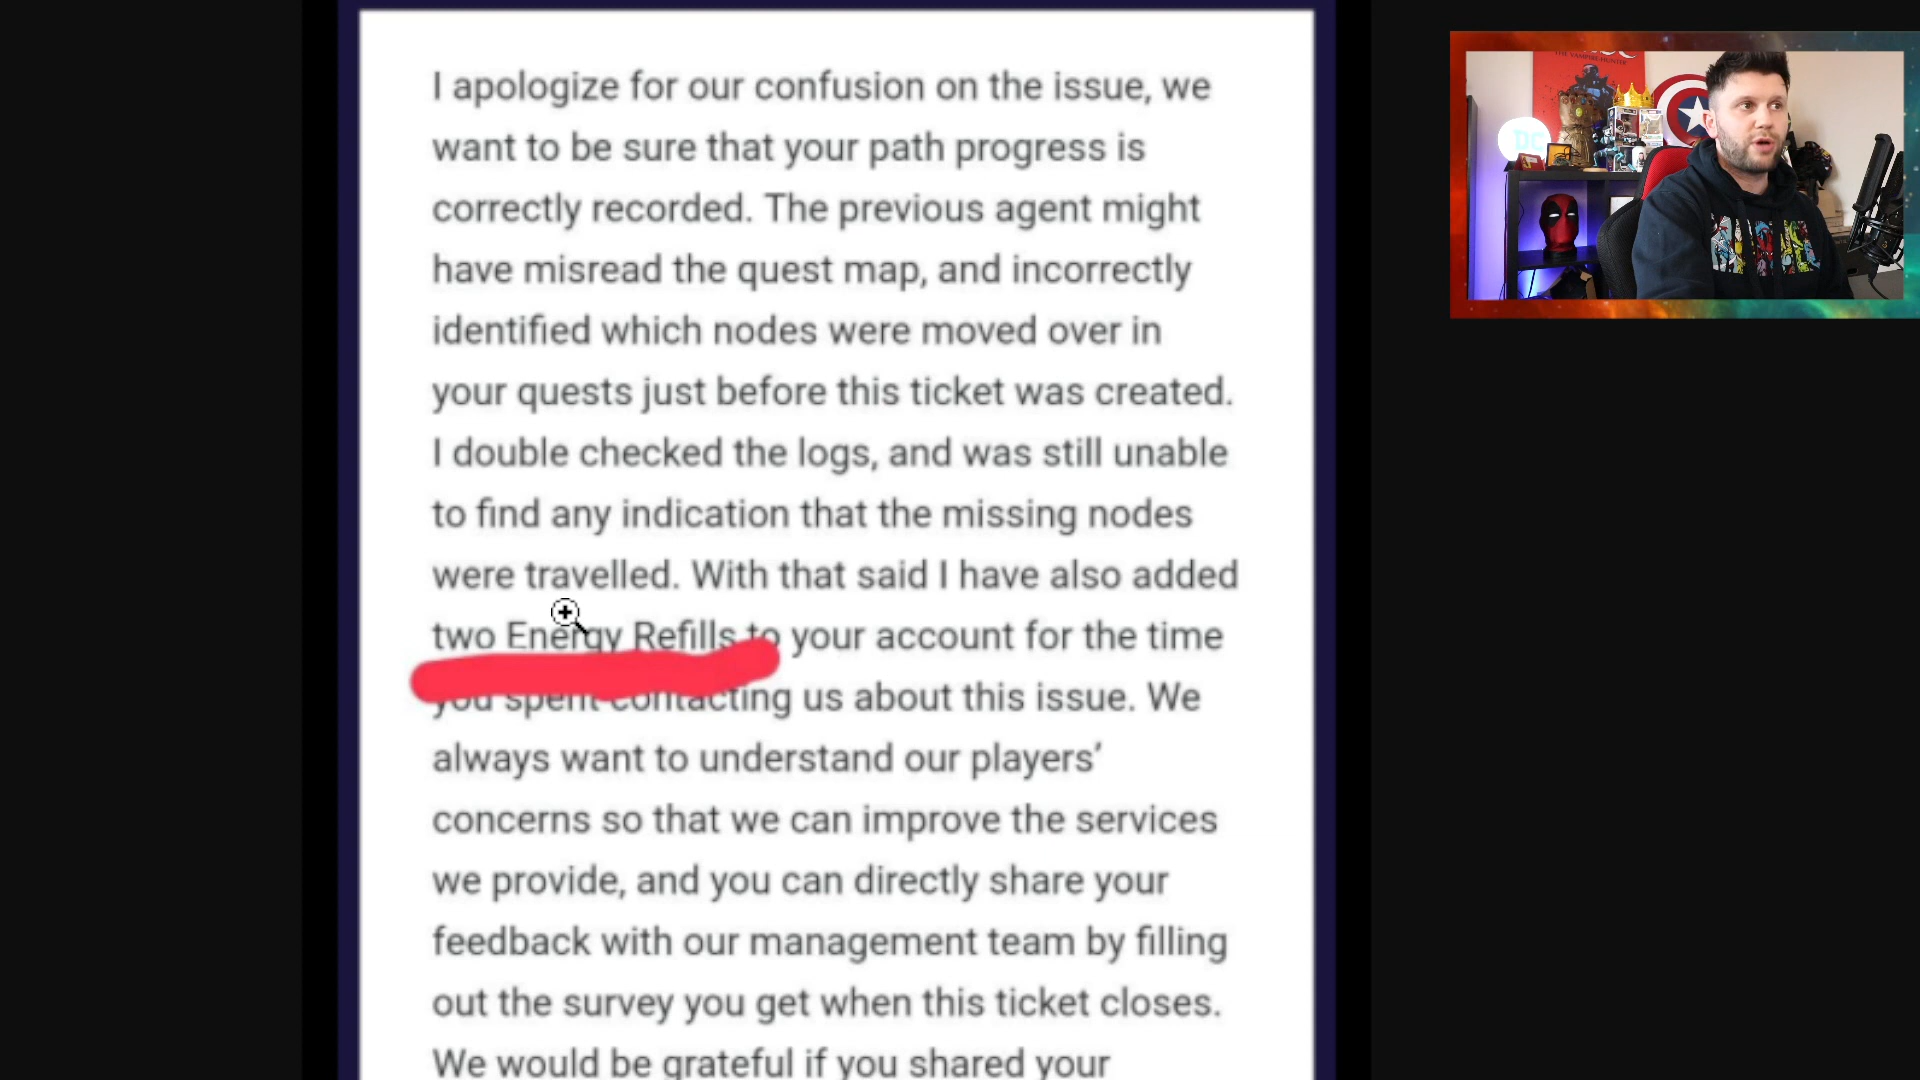 I apologize for our confusion on the issue, we
want to be sure that your path progress is
correctly recorded. The previous agent might
have misread the quest map, and incorrectly
identified which nodes were moved over in
your quests just before this ticket was created.
I double checked the logs, and was still unable
to find any indication that the missing nodes
were travelled. With that said I have also added
two Energy Refills to your account for the time
you spent contacting us about this issue. We
always want to understand our players’
concerns so that we can improve the services
we provide, and you can directly share your
feedback with our management team by filling
out the survey you get when this ticket closes.
We would be grateful if you shared your
THE VAMPIRE HUNTER
DC